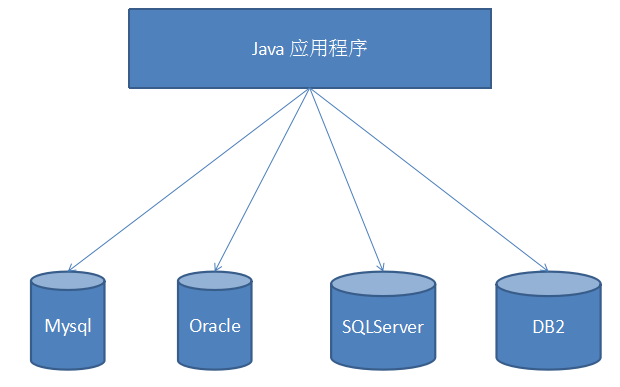 Java 应用程序
Mysql
Oracle
SQLServer
DB2